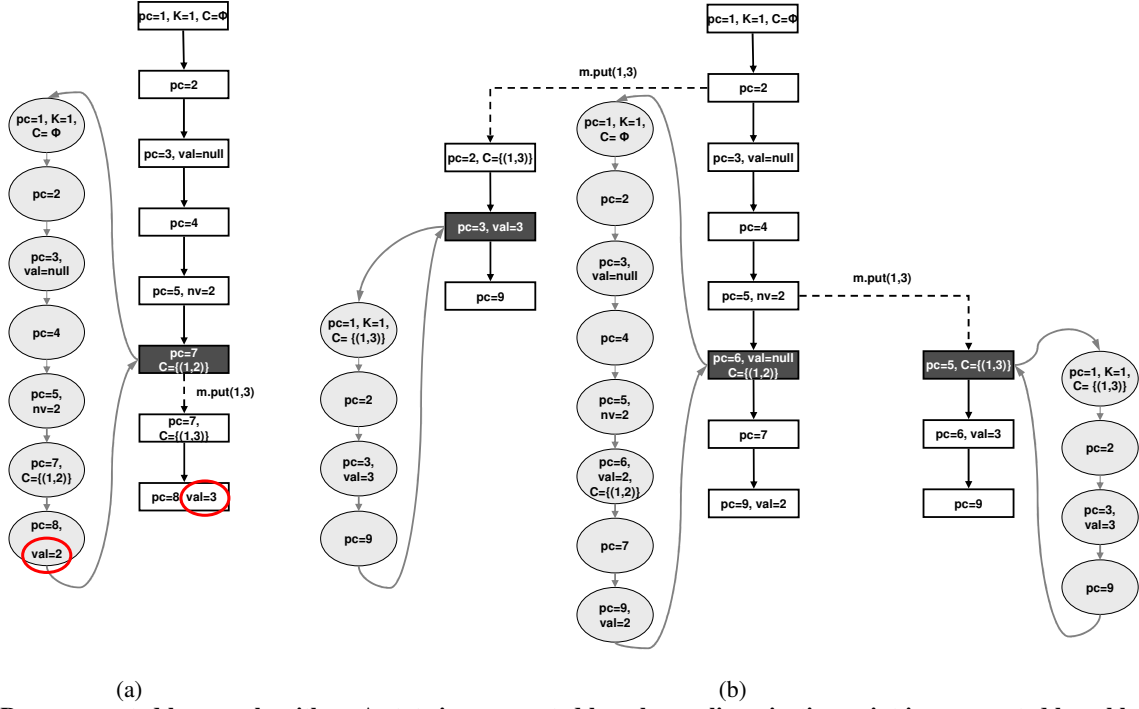 pc=1, K=1, C=Φ
pc=2
pc=3, val=null
pc=4
pc=5, nv=2
pc=7
C={(1,2)}
m.put(1,3)
pc=7,
C={(1,3)}
pc=8, val=3
pc=1, K=1,
C= Φ
pc=2
pc=3,
val=null
pc=4
pc=5,
nv=2
pc=7,
C={(1,2)}
pc=8,
val=2
(a)
pc=1, K=1, C=Φ
pc=2
m.put(1,3)
pc=2, C={(1,3)}
pc=3, val=3
pc=9
pc=1, K=1,
C= {(1,3)}
pc=2
pc=3,
val=3
pc=9
pc=1, K=1,
C= Φ
pc=2
pc=3,
val=null
pc=4
pc=5,
nv=2
pc=6,
val=2,
C={(1,2)}
pc=7
pc=9,
val=2
pc=3, val=null
pc=4
pc=5, nv=2
m.put(1,3)
pc=6, val=null
C={(1,2)}
pc=7
pc=9, val=2
pc=5, C={(1,3)}
pc=6, val=3
pc=9
pc=1, K=1,
C= {(1,3)}
pc=2
pc=3,
val=3
pc=9
(b)